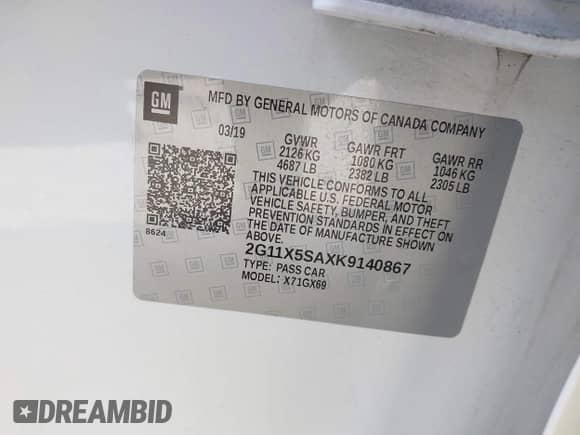 GM
MFD BY GENERAL MOTORS OF CANADA COMPANY
03/19
GVWR
2126 KG
4687 LB
GAWR FRT
1080 KG
2382 LB
GAWR RR
1046 KG
2305 LB
THIS VEHICLE CONFORMS TO ALL
APPLICABLE U.S. FEDERAL MOTOR
VEHICLE SAFETY, BUMPER, AND THEFT
PREVENTION STANDARDS IN EFFECT ON
THE DATE OF MANUFACTURE SHOWN
ABOVE.
8624
2G11X5SAXK9140867
TYPE: PASS CAR
MODEL: X71GX69
DREAMBID